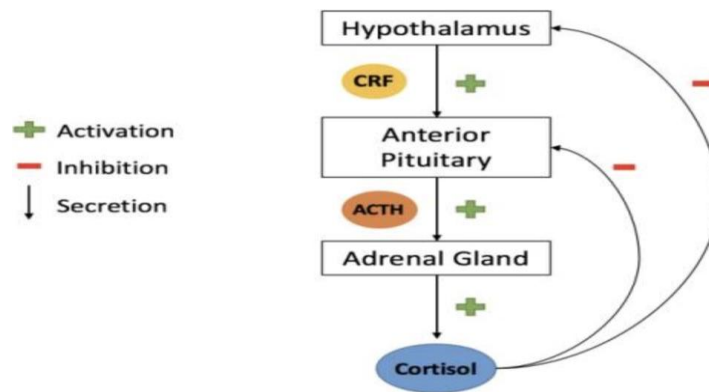 Hypothalamus
CRF
Anterior
Pituitary
ACTH
Adrenal Gland
Cortisol
Activation
Inhibition
Secretion